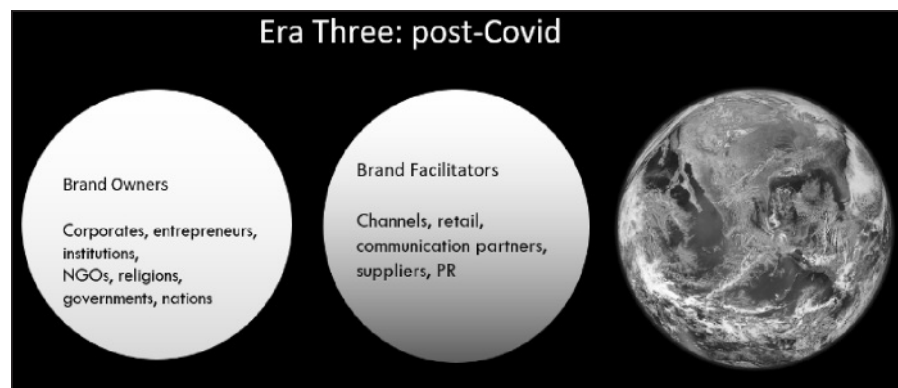 Era Three: post-Covid
Brand Owners
Corporates, entrepreneurs,
institutions,
NGOs, religions,
governments, nations
Brand Facilitators
Channels, retail,
communication partners,
suppliers, PR